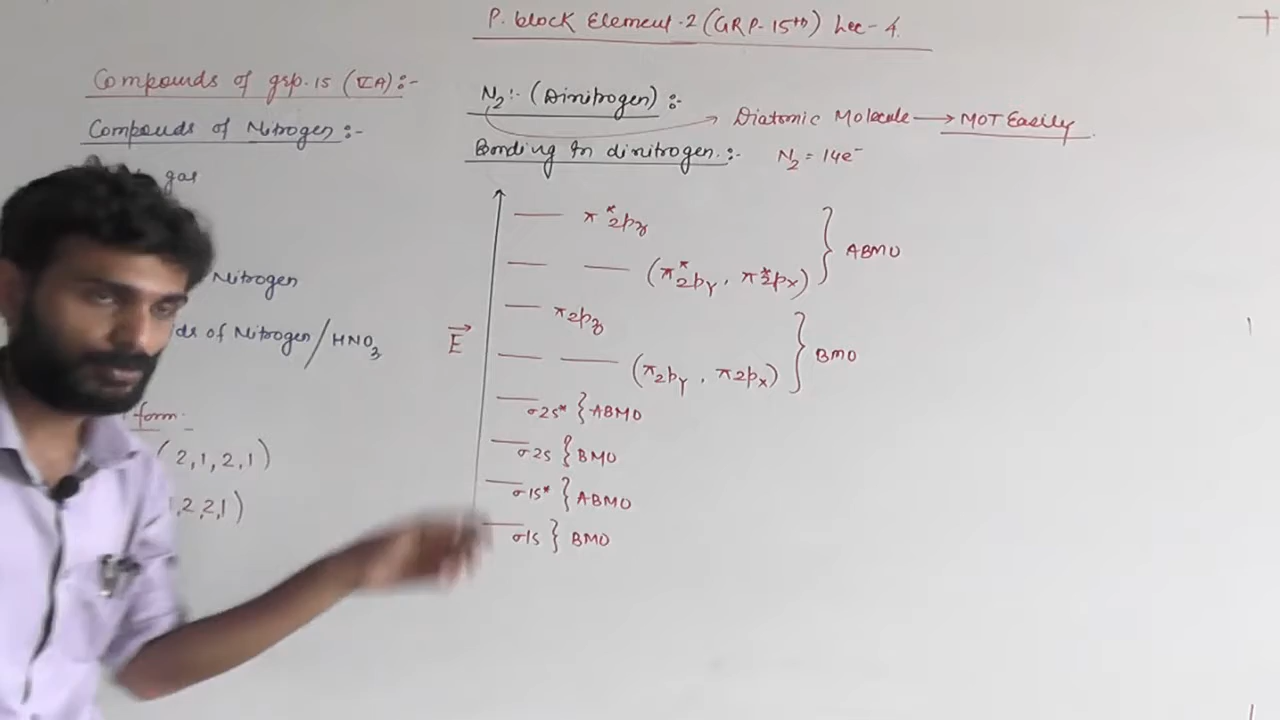 P. block Element-2 (GRP-15th) Lec-4.
Compounds of grp.15 (VA) :-
Compouds of Nitrogen :-
gas
Nitrogen
ds of Nitrogen/HNO3
form.
(2,1,2,1)
,2,2,1)
N2 :- (Dinitrogen) :-
Diatomic Molecule → MOT Easily
Bonding In dinitrogen. :- N2 = 14e⁻
π*2pz
(π*2py, π*2px) } ABMO
π2pz
E
(π2py, π2px) } BMO
σ2s* } ABMO
σ2s { BMO
σ1s* } ABMO
σ1s } BMO